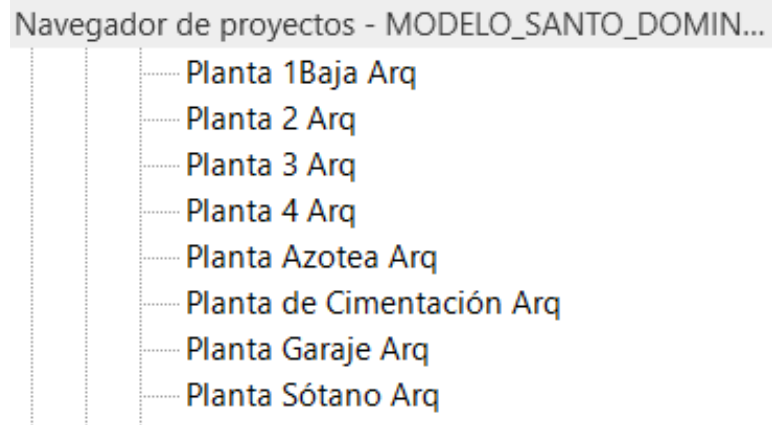 Navegador de proyectos - MODELO_SANTO_DOMIN...
Planta 1Baja Arq
Planta 2 Arq
Planta 3 Arq
Planta 4 Arq
Planta Azotea Arq
Planta de Cimentación Arq
Planta Garaje Arq
Planta Sótano Arq